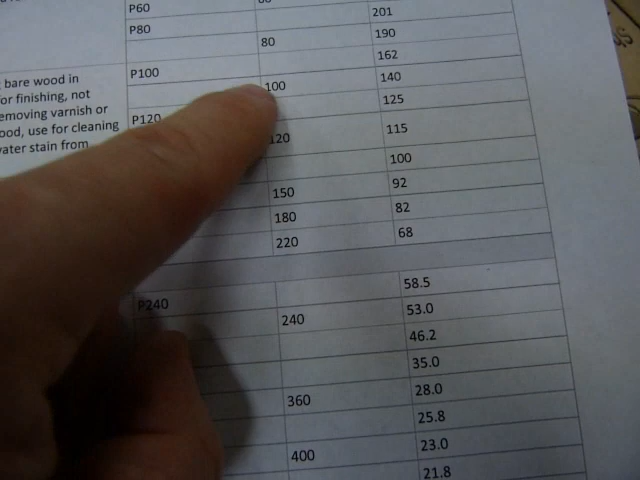 P60
201
P80
190
80
162
P100
140
bare wood in
100
or finishing, not
125
emoving varnish or
P120
ood, use for cleaning
120
115
vater stain from
100
150
92
180
82
220
68
58.5
P240
53.0
240
46.2
35.0
360
28.0
25.8
400
23.0
21.8